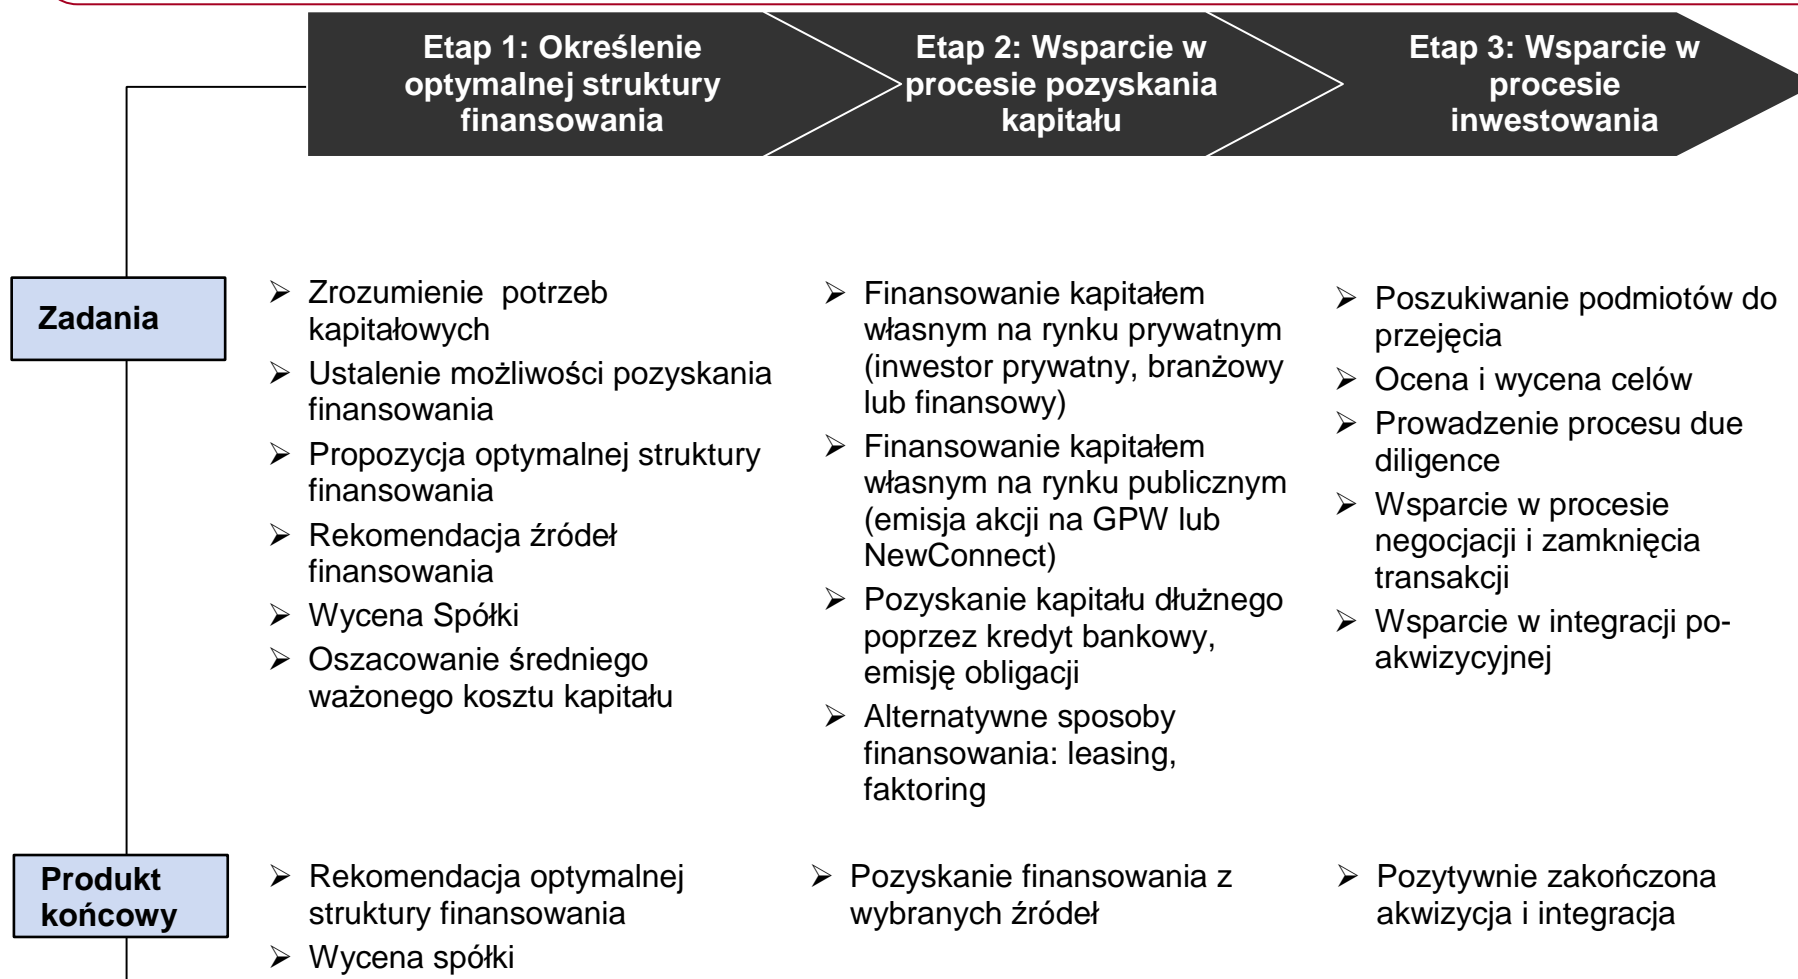 Etap 1: Określenie
optymalnej struktury
finansowania
Etap 2: Wsparcie w
procesie pozyskania
kapitału
Etap 3: Wsparcie w
procesie
inwestowania
Zadania
➢ Zrozumienie  potrzeb
kapitałowych
➢ Ustalenie możliwości pozyskania
finansowania
➢ Propozycja optymalnej struktury
finansowania
➢ Rekomendacja źródeł
finansowania
➢ Wycena Spółki
➢ Oszacowanie średniego
ważonego kosztu kapitału
➢ Finansowanie kapitałem
własnym na rynku prywatnym
(inwestor prywatny, branżowy
lub finansowy)
➢ Finansowanie kapitałem
własnym na rynku publicznym
(emisja akcji na GPW lub
NewConnect)
➢ Pozyskanie kapitału dłużnego
poprzez kredyt bankowy,
emisję obligacji
➢ Alternatywne sposoby
finansowania: leasing,
faktoring
➢ Poszukiwanie podmiotów do
przejęcia
➢ Ocena i wycena celów
➢ Prowadzenie procesu due
diligence
➢ Wsparcie w procesie
negocjacji i zamknięcia
transakcji
➢ Wsparcie w integracji po-
akwizycyjnej
Produkt
końcowy
➢ Rekomendacja optymalnej
struktury finansowania
➢ Wycena spółki
➢ Pozyskanie finansowania z
wybranych źródeł
➢ Pozytywnie zakończona
akwizycja i integracja